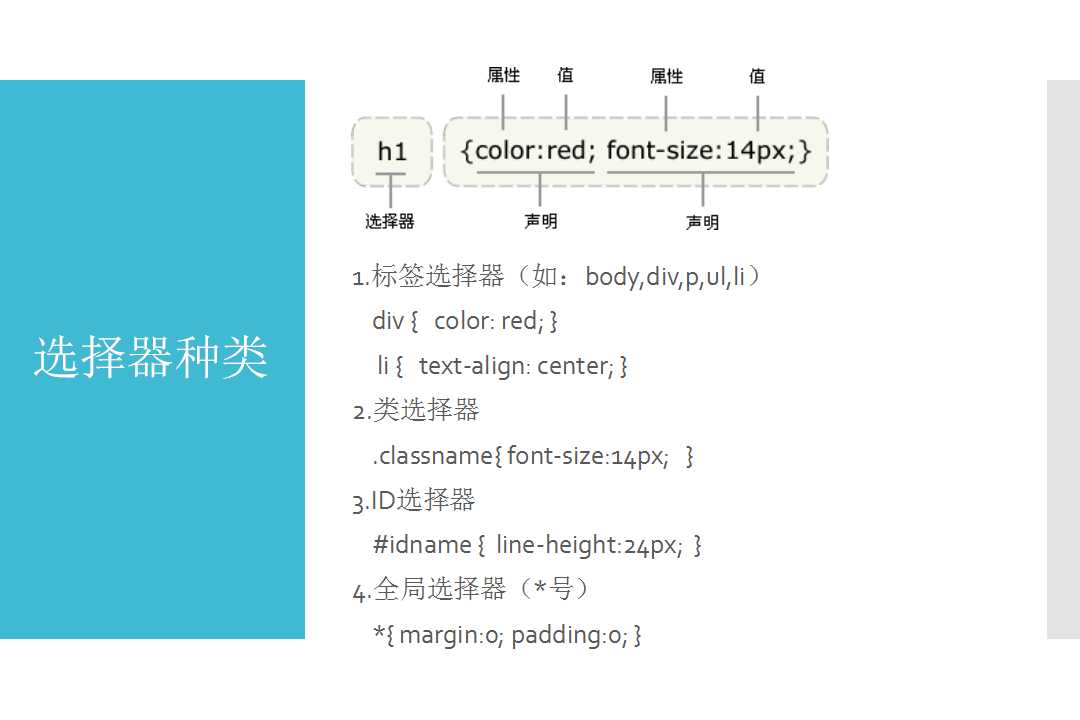 选择器种类
属性 值 属性 值
h1 {color:red; font-size:14px;}
选择器 声明 声明
1.标签选择器（如：body,div,p,ul,li）
div { color: red; }
li { text-align: center; }
2.类选择器
.classname{ font-size:14px; }
3.ID选择器
#idname { line-height:24px; }
4.全局选择器（*号）
*{ margin:0; padding:0; }